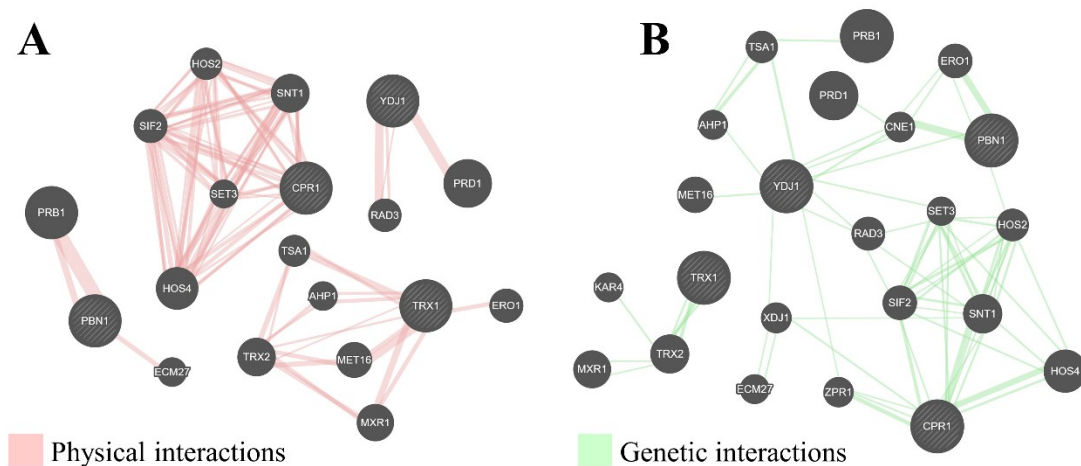 A
HOS2
SNT1
SIF2
SET3
CPR1
HOS4
YDJ1
PRD1
RAD3
PRB1
PBN1
ECM27
TSA1
AHP1
TRX1
ERO1
TRX2
MET16
MXR1
Physical interactions
B
TSA1
PRB1
ERO1
PRD1
AHP1
CNE1
PBN1
MET16
YDJ1
SET3
RAD3
HOS2
KAR4
TRX1
SIF2
SNT1
XDJ1
TRX2
MXR1
HOS4
ECM27
ZPR1
CPR1
Genetic interactions